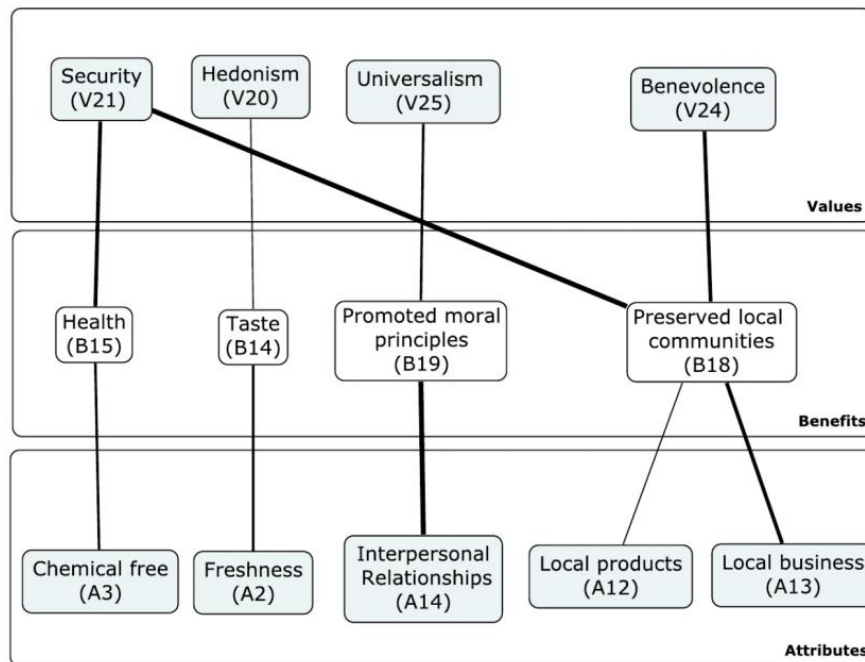 Security
(V21)
Hedonism
(V20)
Universalism
(V25)
Benevolence
(V24)
Values
Health
(B15)
Taste
(B14)
Promoted moral
principles
(B19)
Preserved local
communities
(B18)
Benefits
Chemical free
(A3)
Freshness
(A2)
Interpersonal
Relationships
(A14)
Local products
(A12)
Local business
(A13)
Attributes